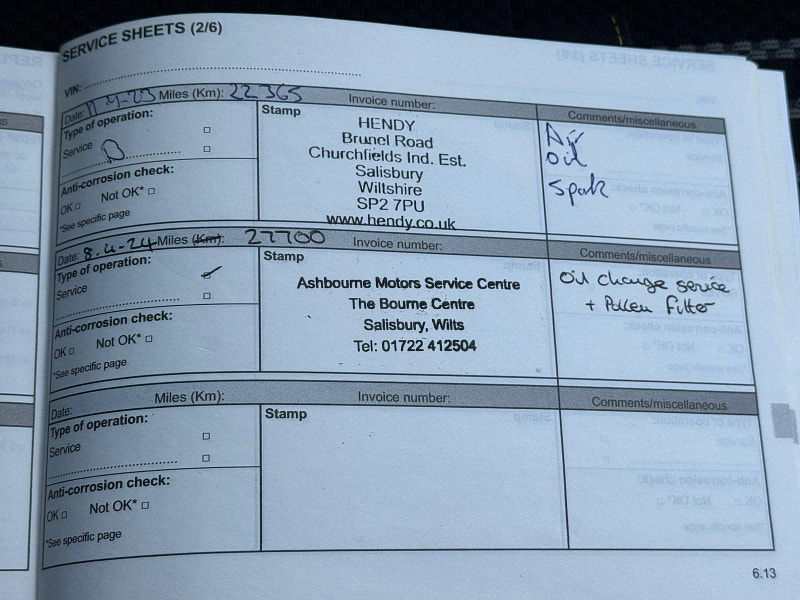 SERVICE SHEETS (2/6)
VIN:
Date: 11-4-23 Miles (Km): 22 365 Invoice number: Comments/miscellaneous
Type of operation:
Service
Anti-corrosion check:
OK Not OK*
*See specific page
Stamp
HENDY
Brunel Road
Churchfields Ind. Est.
Salisbury
Wiltshire
SP2 7PU
www.hendy.co.uk
Air
Oil
Spark
Date: 8.4-24 Miles (Km): 27700 Invoice number: Comments/miscellaneous
Type of operation:
Service
Anti-corrosion check:
OK Not OK*
*See specific page
Stamp
Ashbourne Motors Service Centre
The Bourne Centre
Salisbury, Wilts
Tel: 01722 412504
Oil change service
+ Pollen Filter
Date: Miles (Km): Invoice number: Comments/miscellaneous
Type of operation:
Service
Anti-corrosion check:
OK Not OK*
*See specific page
Stamp
6.13